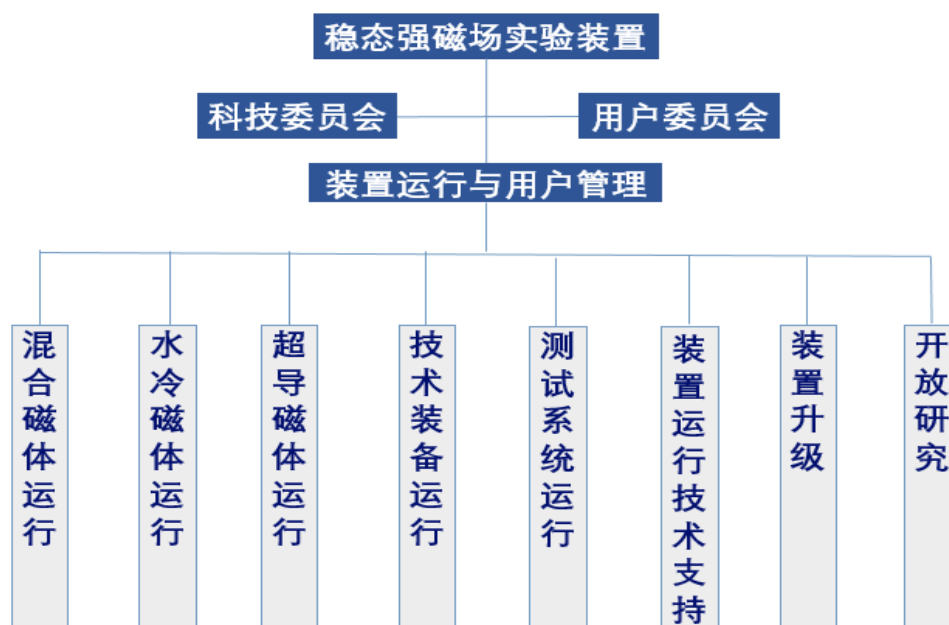 稳态强磁场实验装置
科技委员会
用户委员会
装置运行与用户管理
混合磁体运行
水冷磁体运行
超导磁体运行
技术装备运行
测试系统运行
装置运行技术支持
装置升级
开放研究